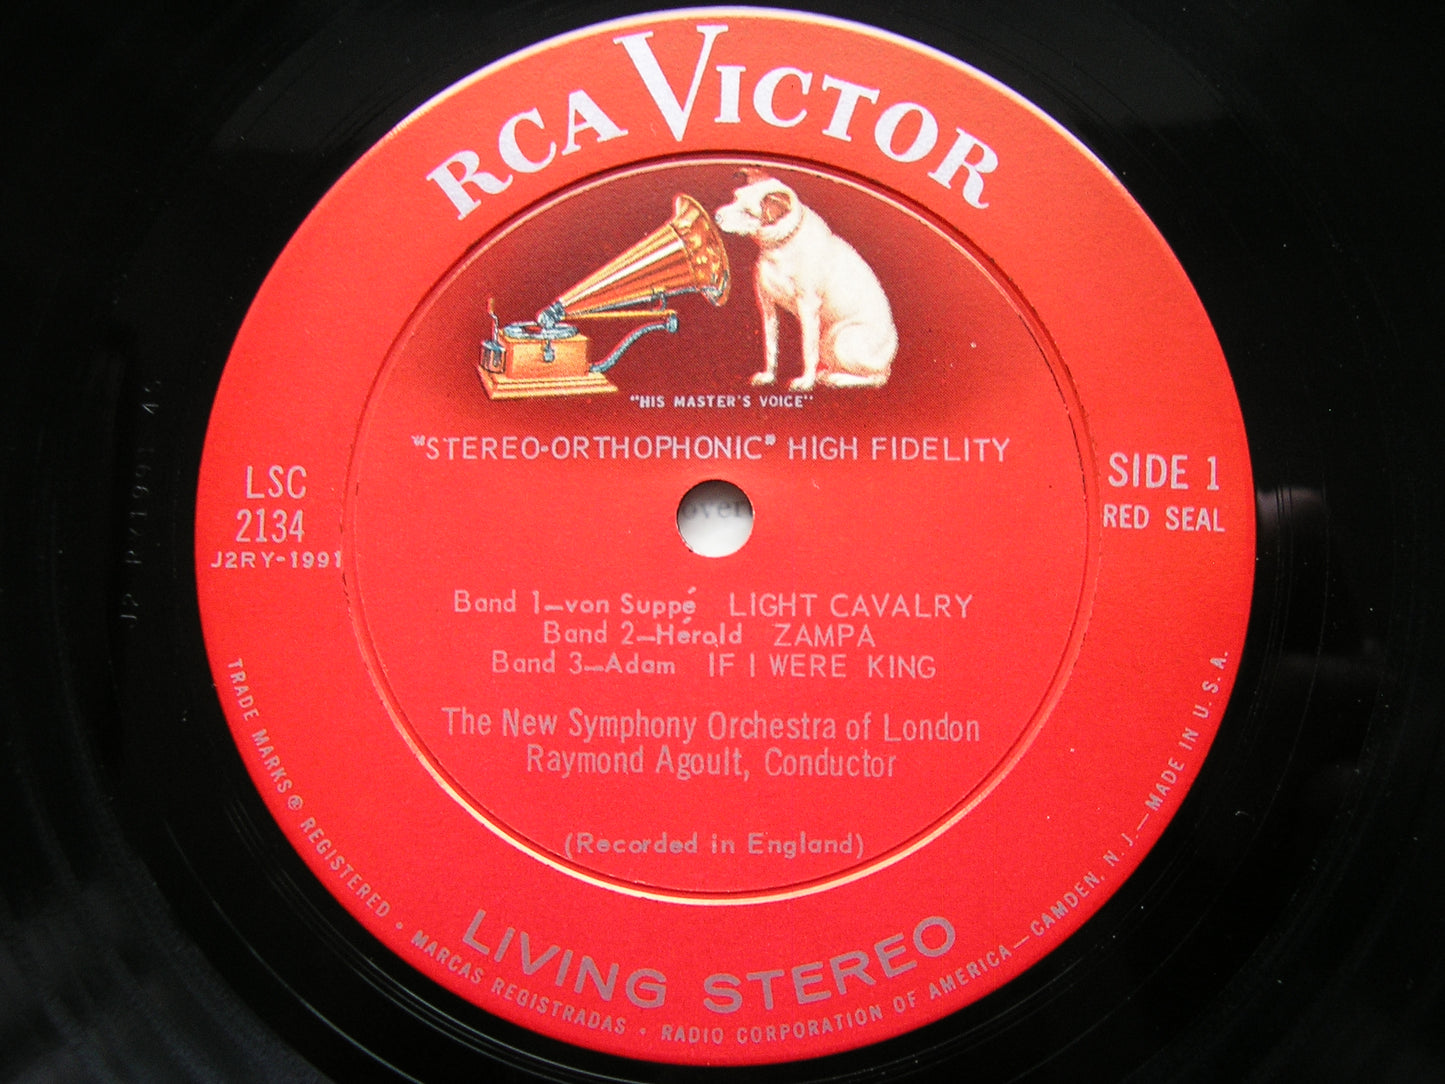 RCA VICTOR
"HIS MASTER'S VOICE"
"STEREO-ORTHOPHONIC" HIGH FIDELITY
LSC
2134
J2RY-1991
SIDE 1
RED SEAL
over
Band 1—von Suppé LIGHT CAVALRY
Band 2—Hérold ZAMPA
Band 3—Adam IF I WERE KING
The New Symphony Orchestra of London
Raymond Agoult, Conductor
(Recorded in England)
LIVING STEREO
TRADE MARKS ® REGISTERED • MARCAS REGISTRADAS • RADIO CORPORATION OF AMERICA — CAMDEN, N. J. — MADE IN U. S. A.